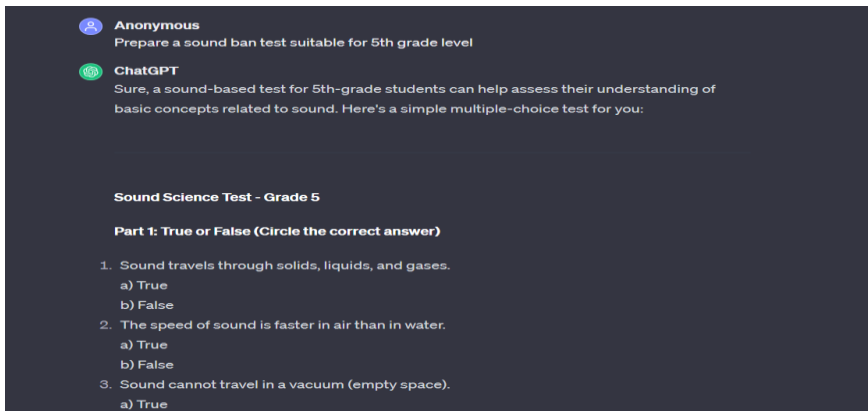 Anonymous
Prepare a sound ban test suitable for 5th grade level
ChatGPT
Sure, a sound-based test for 5th-grade students can help assess their understanding of
basic concepts related to sound. Here's a simple multiple-choice test for you:
Sound Science Test - Grade 5
Part 1: True or False (Circle the correct answer)
1. Sound travels through solids, liquids, and gases.
a) True
b) False
2. The speed of sound is faster in air than in water.
a) True
b) False
3. Sound cannot travel in a vacuum (empty space).
a) True